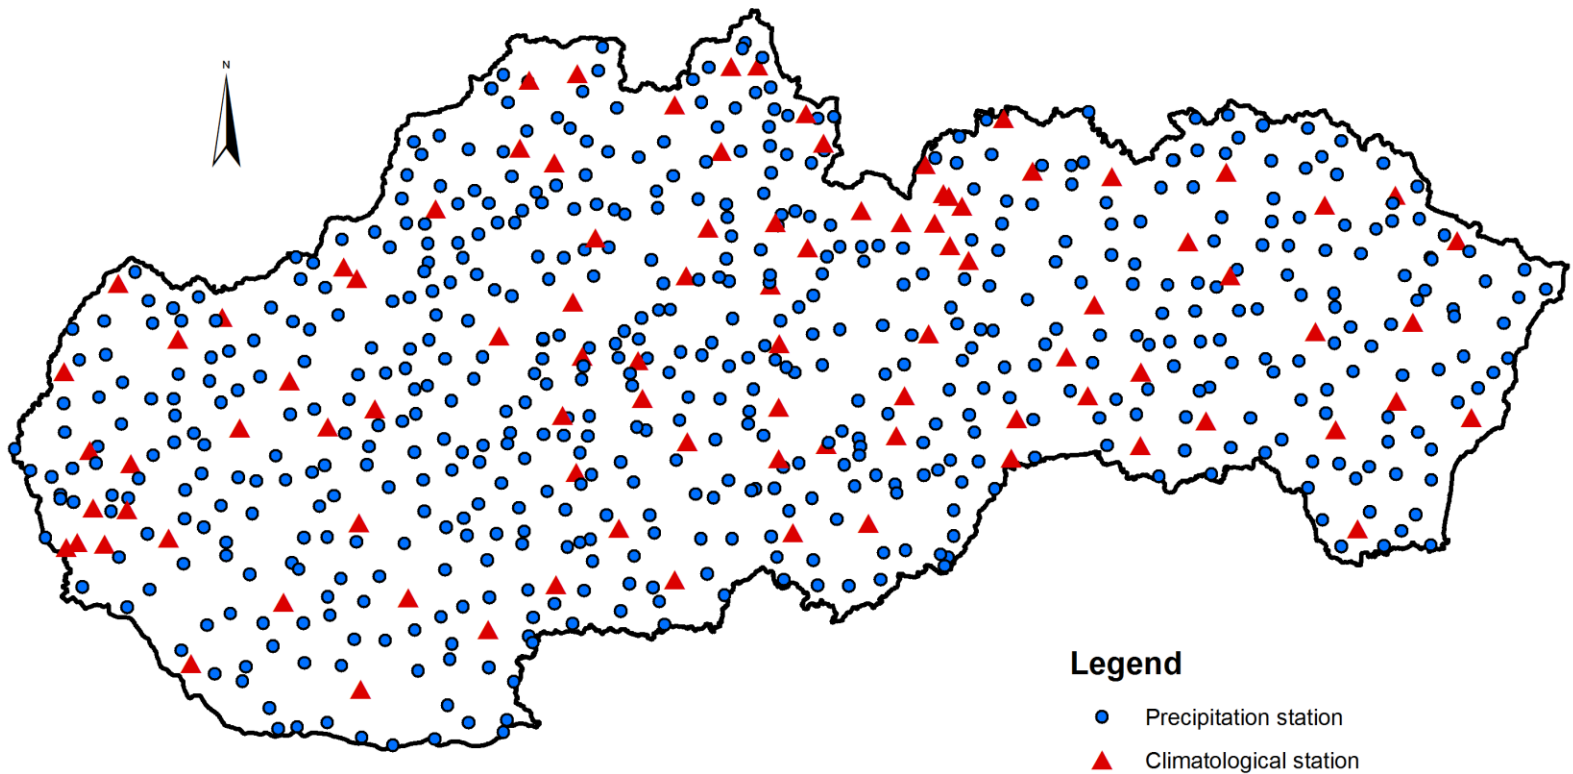 N
Legend
Precipitation station
Climatological station